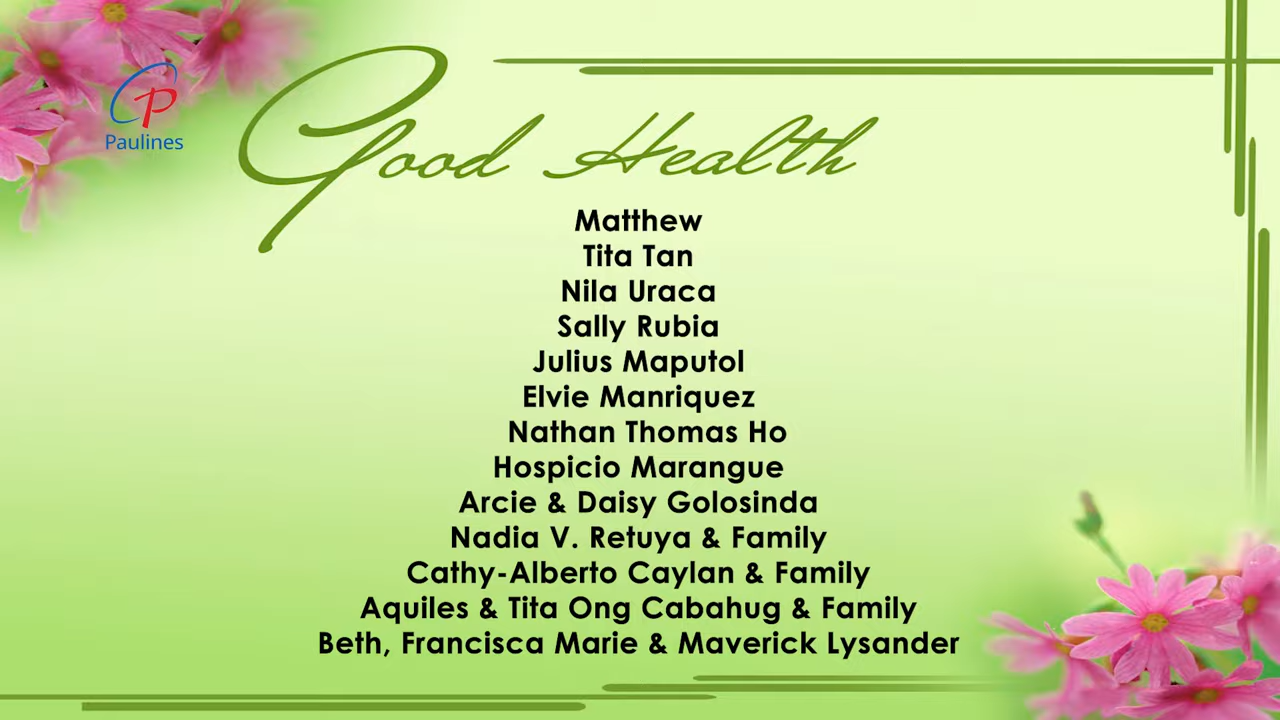 Paulines
Good Health
Matthew
Tita Tan
Nila Uraca
Sally Rubia
Julius Maputol
Elvie Manriquez
Nathan Thomas Ho
Hospicio Marangue
Arcie & Daisy Golosinda
Nadia V. Retuya & Family
Cathy-Alberto Caylan & Family
Aquiles & Tita Ong Cabahug & Family
Beth, Francisca Marie & Maverick Lysander